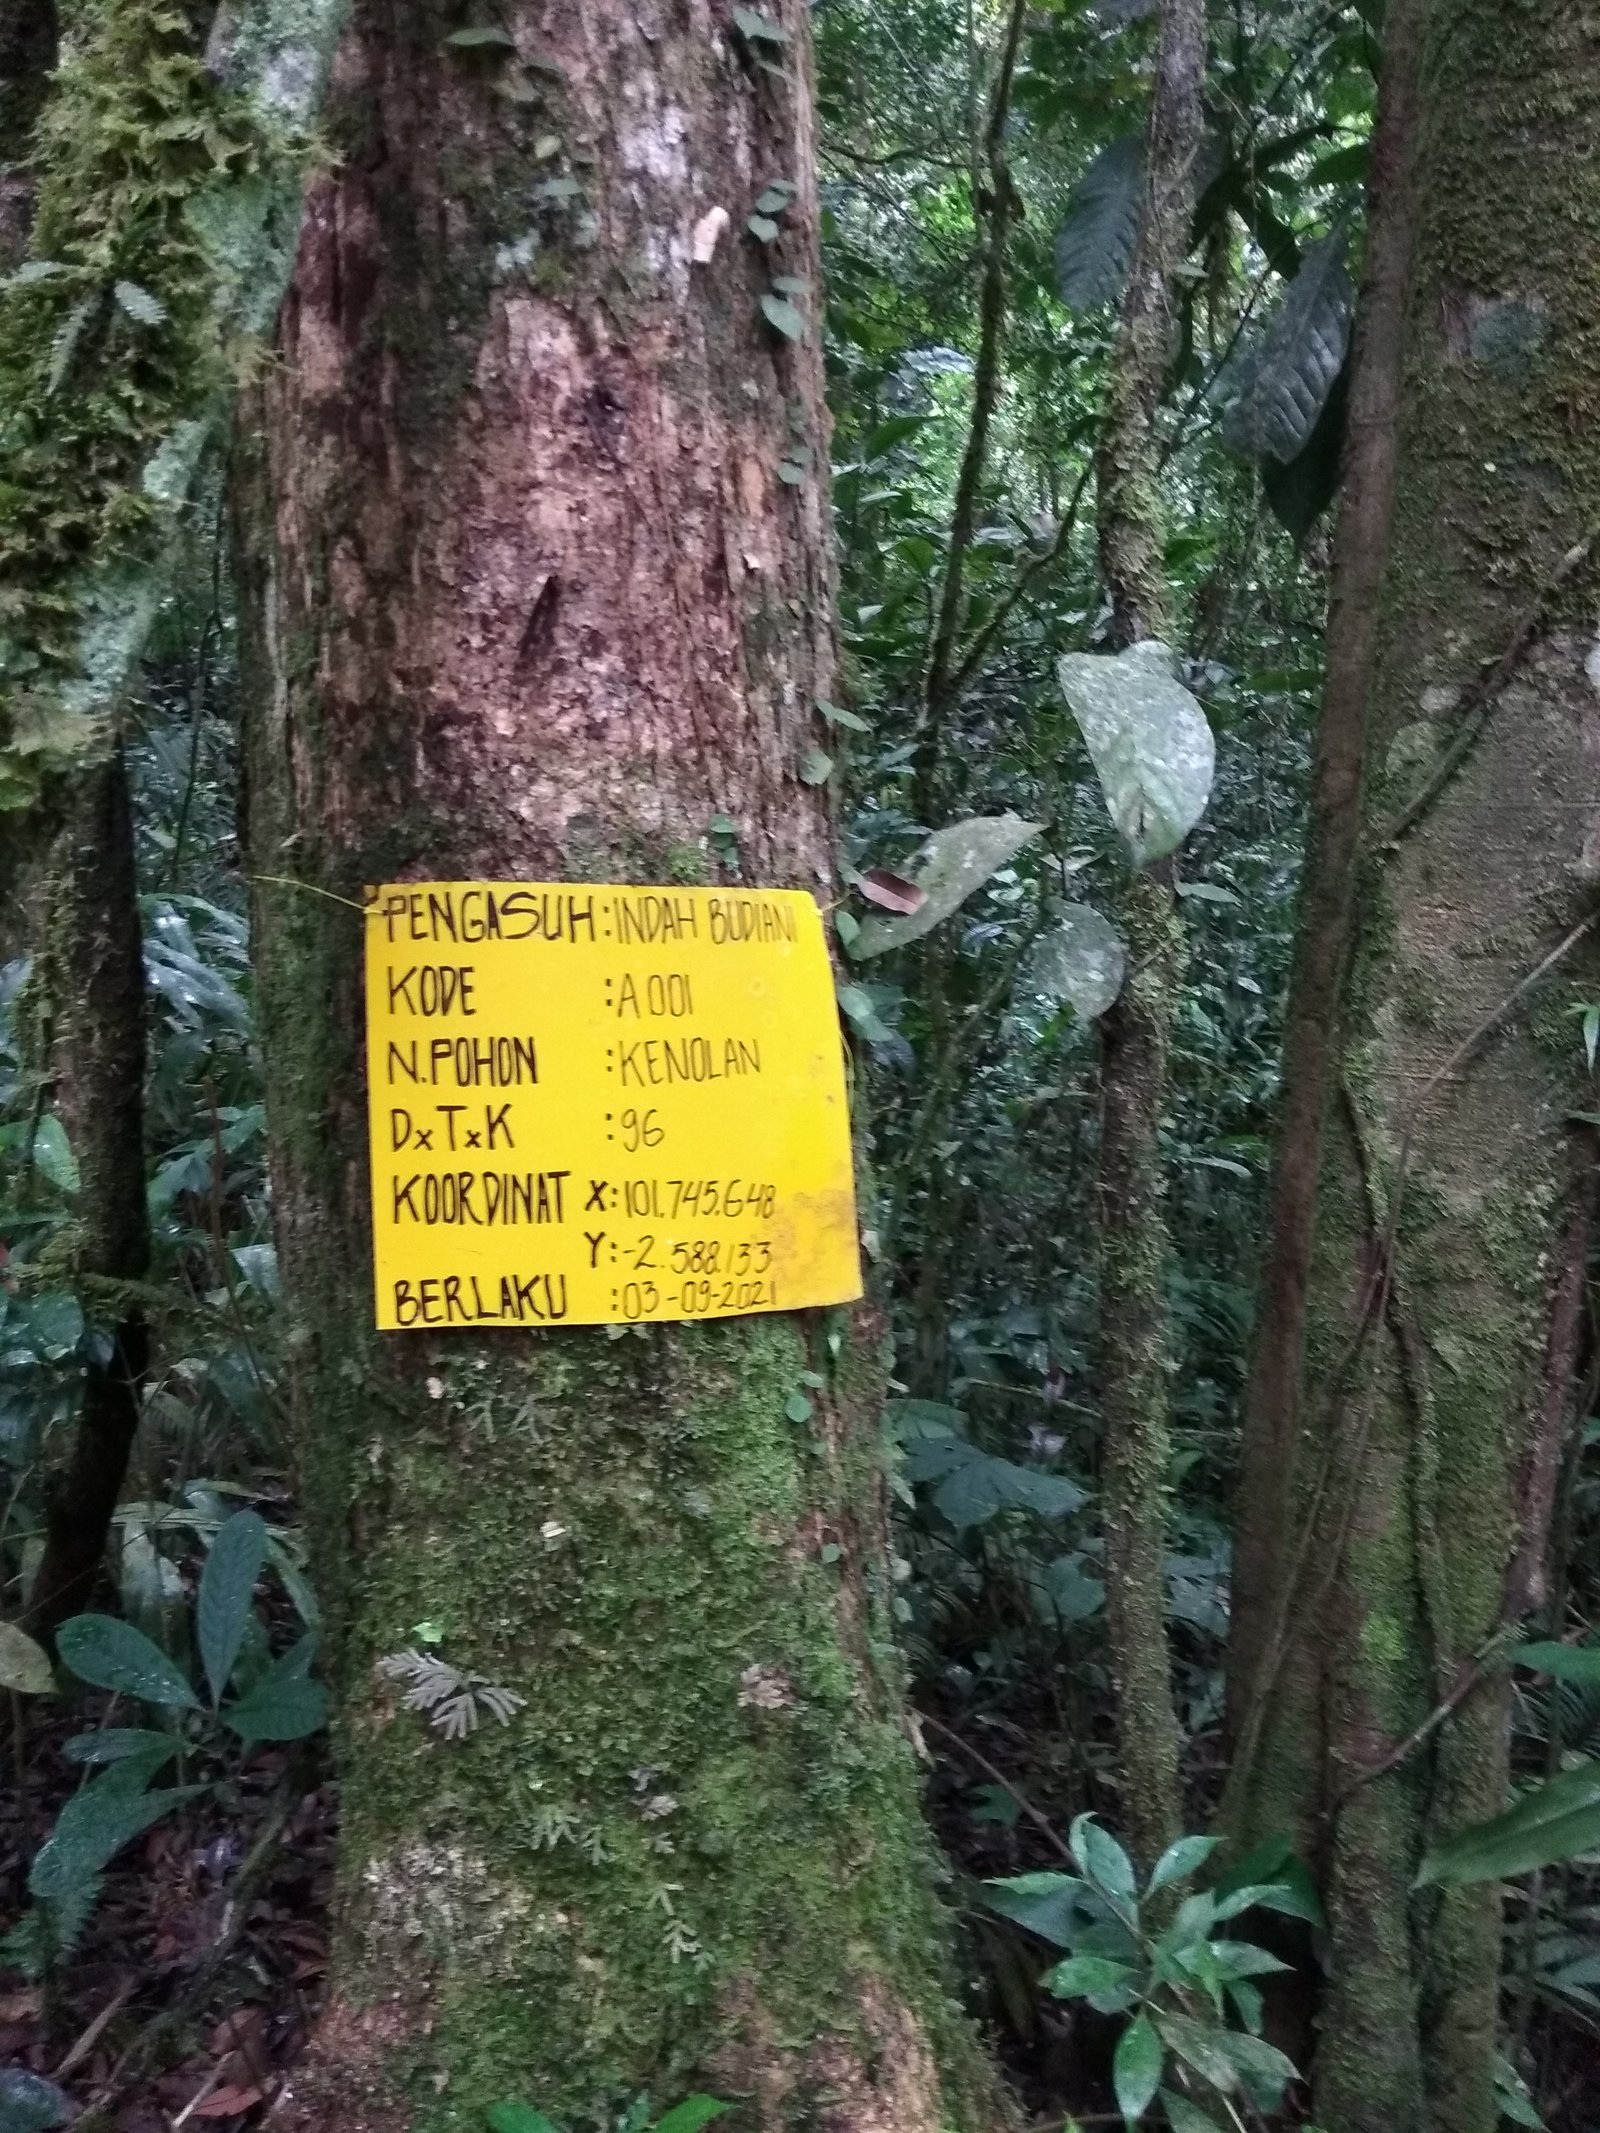 PENGASUH : INDAH BUDIANI
KODE : A 001
N.POHON : KENOLAN
DxTxK : 96
KOORDINAT X : 101.745.648
Y : -2.588.133
BERLAKU : 03-09-2021